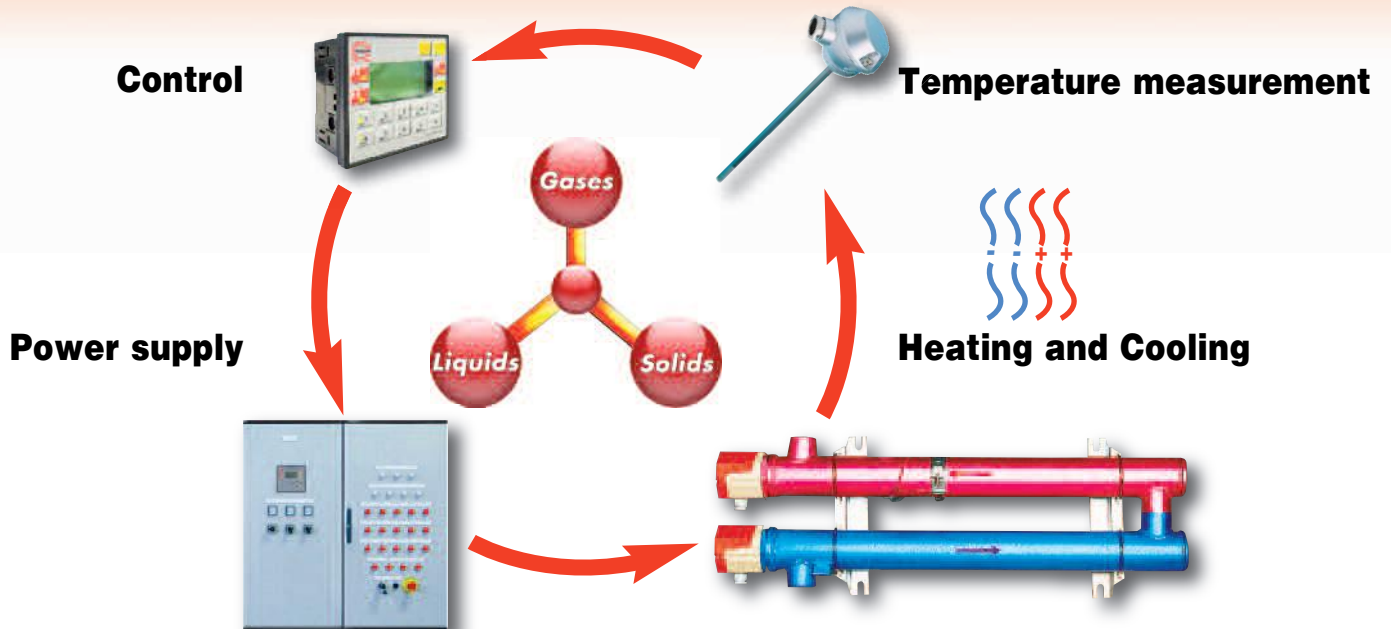 Control
Temperature measurement
Gases
Power supply
Liquids
Solids
Heating and Cooling